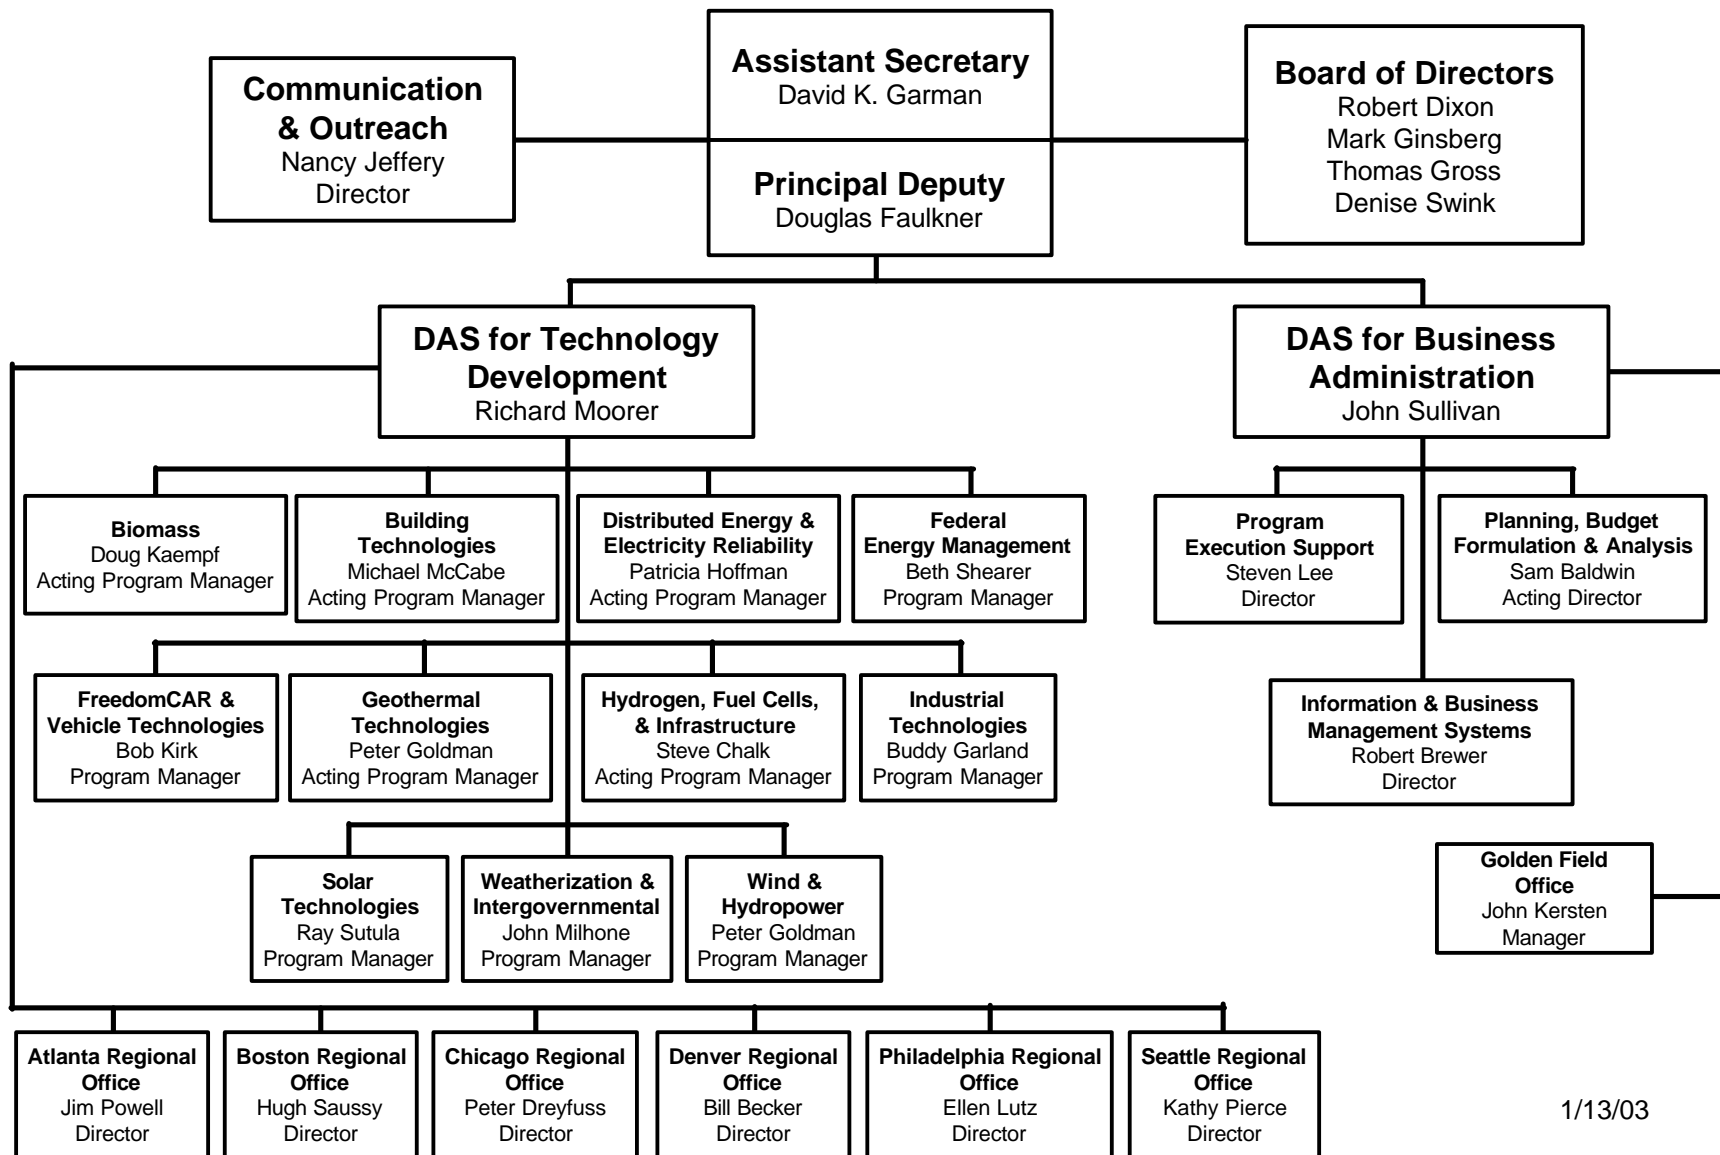 Communication
& Outreach
Nancy Jeffery
Director
Assistant Secretary
David K. Garman
Principal Deputy
Douglas Faulkner
Board of Directors
Robert Dixon
Mark Ginsberg
Thomas Gross
Denise Swink
DAS for Technology
Development
Richard Moorer
DAS for Business
Administration
John Sullivan
Biomass
Doug Kaempf
Acting Program Manager
Building
Technologies
Michael McCabe
Acting Program Manager
Distributed Energy &
Electricity Reliability
Patricia Hoffman
Acting Program Manager
Federal
Energy Management
Beth Shearer
Program Manager
Program
Execution Support
Steven Lee
Director
Planning, Budget
Formulation & Analysis
Sam Baldwin
Acting Director
FreedomCAR &
Vehicle Technologies
Bob Kirk
Program Manager
Geothermal
Technologies
Peter Goldman
Acting Program Manager
Hydrogen, Fuel Cells,
& Infrastructure
Steve Chalk
Acting Program Manager
Industrial
Technologies
Buddy Garland
Program Manager
Information & Business
Management Systems
Robert Brewer
Director
Solar
Technologies
Ray Sutula
Program Manager
Weatherization &
Intergovernmental
John Milhone
Program Manager
Wind &
Hydropower
Peter Goldman
Program Manager
Golden Field
Office
John Kersten
Manager
Atlanta Regional
Office
Jim Powell
Director
Boston Regional
Office
Hugh Saussy
Director
Chicago Regional
Office
Peter Dreyfuss
Director
Denver Regional
Office
Bill Becker
Director
Philadelphia Regional
Office
Ellen Lutz
Director
Seattle Regional
Office
Kathy Pierce
Director
1/13/03